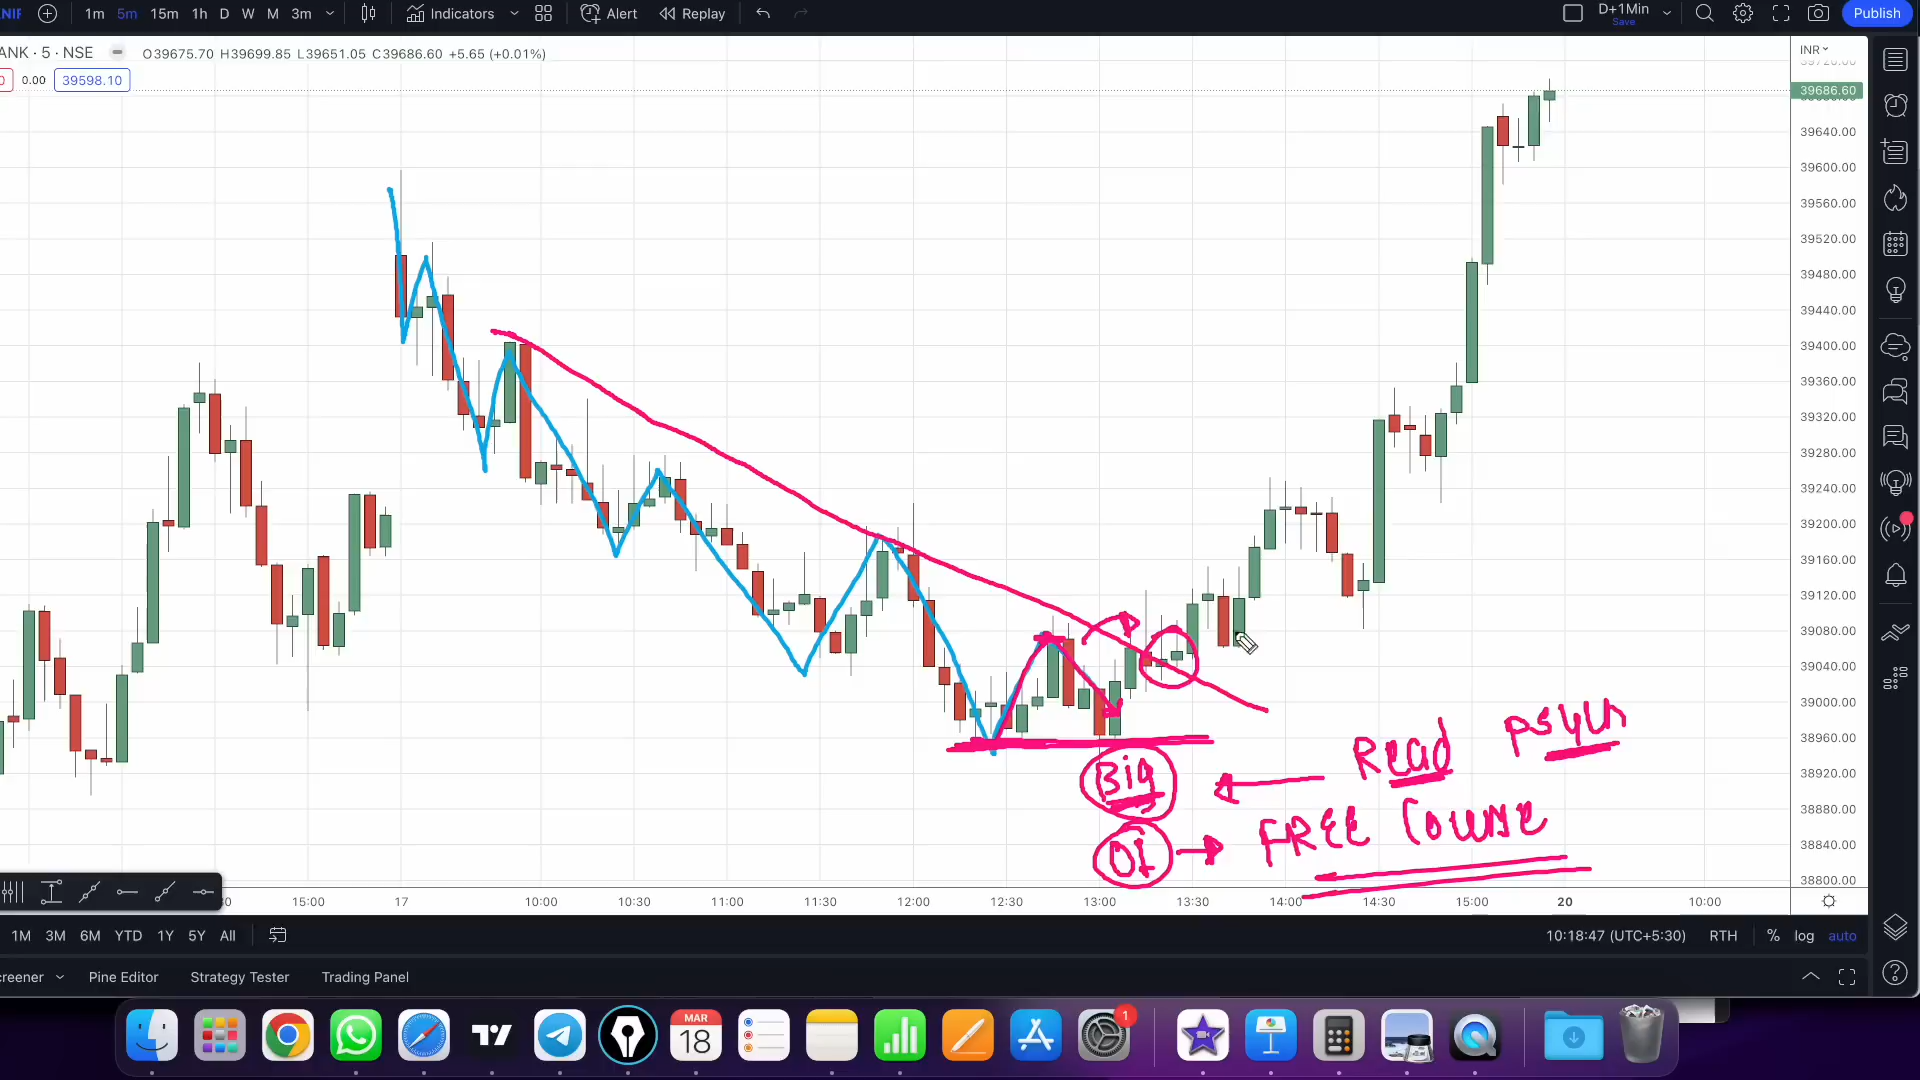 1m 5m 15m 1h D W M 3m Indicators Alert Replay D+1Min Save Publish
ANK · 5 · NSE O39675.70 H39699.85 L39651.05 C39686.60 +5.65 (+0.01%) INR
0.00 39598.10
39686.60
39640.00
39600.00
39560.00
39520.00
39480.00
39440.00
39400.00
39360.00
39320.00
39280.00
39240.00
39200.00
39160.00
39120.00
39080.00
39040.00
39000.00
38960.00
38920.00
38880.00
38840.00
38800.00
Read psych
Big
FREE Course
OI
15:00 17 10:00 10:30 11:00 11:30 12:00 12:30 13:00 13:30 14:00 14:30 15:00 20 10:00
1M 3M 6M YTD 1Y 5Y All 10:18:47 (UTC+5:30) RTH % log auto
reener Pine Editor Strategy Tester Trading Panel
MAR
18
1